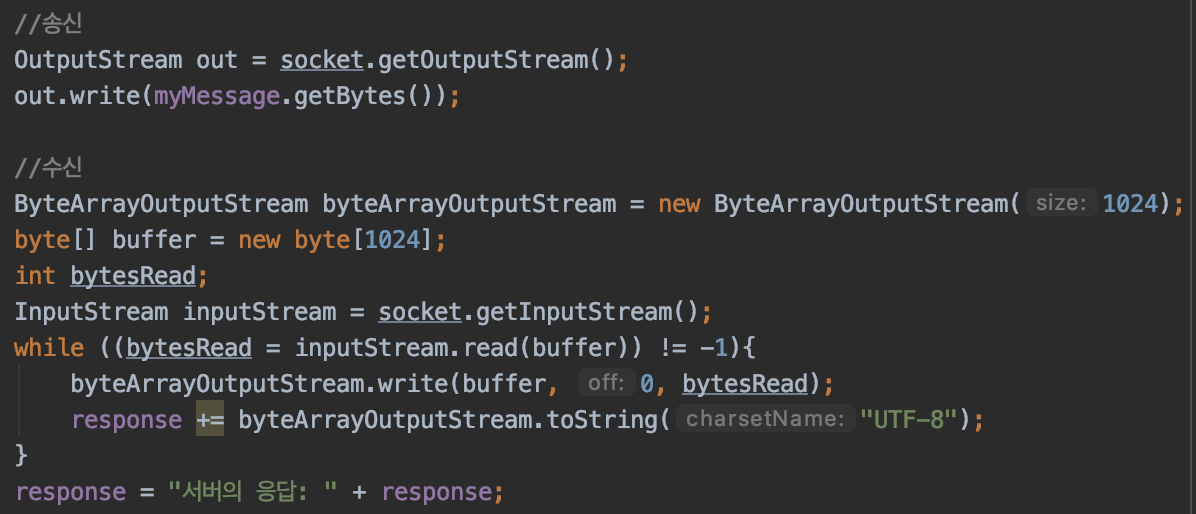 //송신
OutputStream out = socket.getOutputStream();
out.write(myMessage.getBytes());
//수신
ByteArrayOutputStream byteArrayOutputStream = new ByteArrayOutputStream( size: 1024);
byte[] buffer = new byte[1024];
int bytesRead;
InputStream inputStream = socket.getInputStream();
while ((bytesRead = inputStream.read(buffer)) != -1){
byteArrayOutputStream.write(buffer, off: 0, bytesRead);
response += byteArrayOutputStream.toString( charsetName: "UTF-8");
}
response = "서버의 응답: " + response;